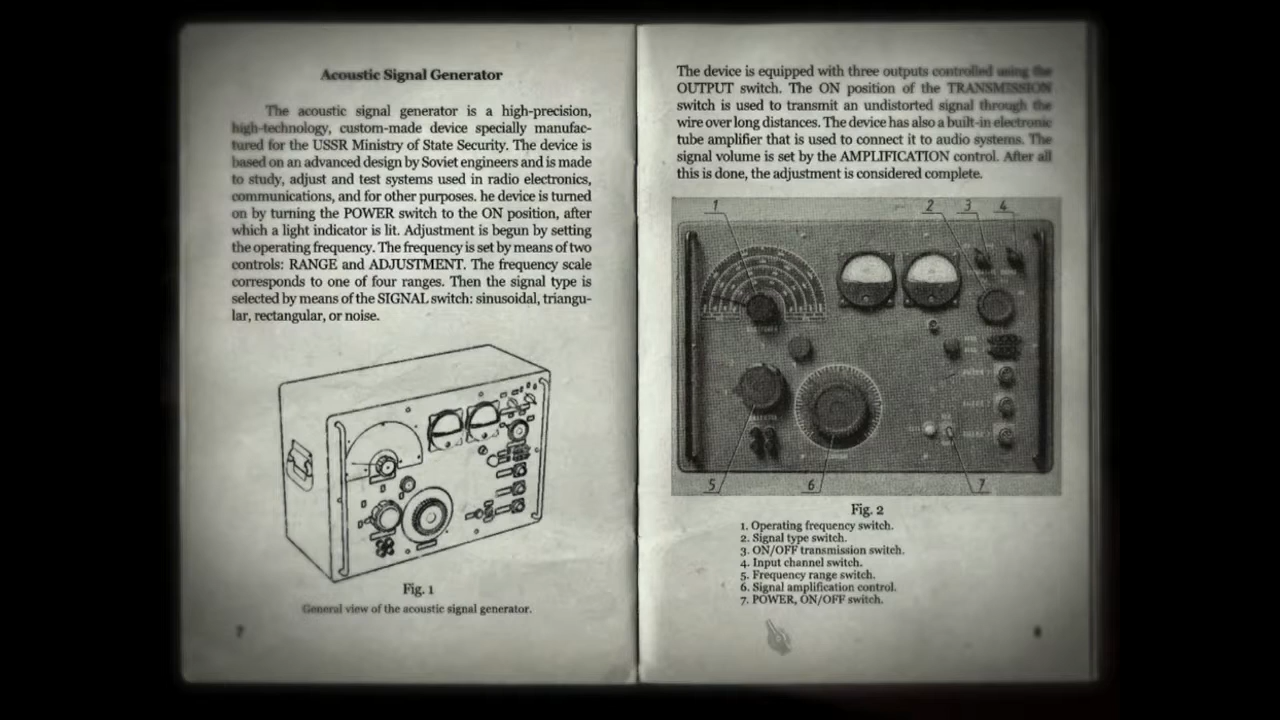 Acoustic Signal Generator
The acoustic signal generator is a high-precision,
high-technology, custom-made device specially manufac-
tured for the USSR Ministry of State Security. The device is
based on an advanced design by Soviet engineers and is made
to study, adjust and test systems used in radio electronics,
communications, and for other purposes. he device is turned
on by turning the POWER switch to the ON position, after
which a light indicator is lit. Adjustment is begun by setting
the operating frequency. The frequency is set by means of two
controls: RANGE and ADJUSTMENT. The frequency scale
corresponds to one of four ranges. Then the signal type is
selected by means of the SIGNAL switch: sinusoidal, triangu-
lar, rectangular, or noise.
Fig. 1
General view of the acoustic signal generator.
7
The device is equipped with three outputs controlled using the
OUTPUT switch. The ON position of the TRANSMISSION
switch is used to transmit an undistorted signal through the
wire over long distances. The device has also a built-in electronic
tube amplifier that is used to connect it to audio systems. The
signal volume is set by the AMPLIFICATION control. After all
this is done, the adjustment is considered complete.
1 2 3 4
5 6 7
Fig. 2
1. Operating frequency switch.
2. Signal type switch.
3. ON/OFF transmission switch.
4. Input channel switch.
5. Frequency range switch.
6. Signal amplification control.
7. POWER, ON/OFF switch.
8